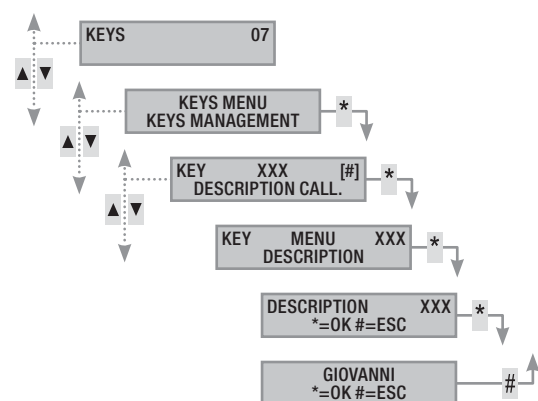 KEYS 07
▲ ▼
KEYS MENU
KEYS MANAGEMENT
*
▲ ▼
KEY XXX [#]
DESCRIPTION CALL.
*
▲ ▼
KEY MENU XXX
DESCRIPTION
*
DESCRIPTION XXX
*=OK #=ESC
*
GIOVANNI
*=OK #=ESC
#